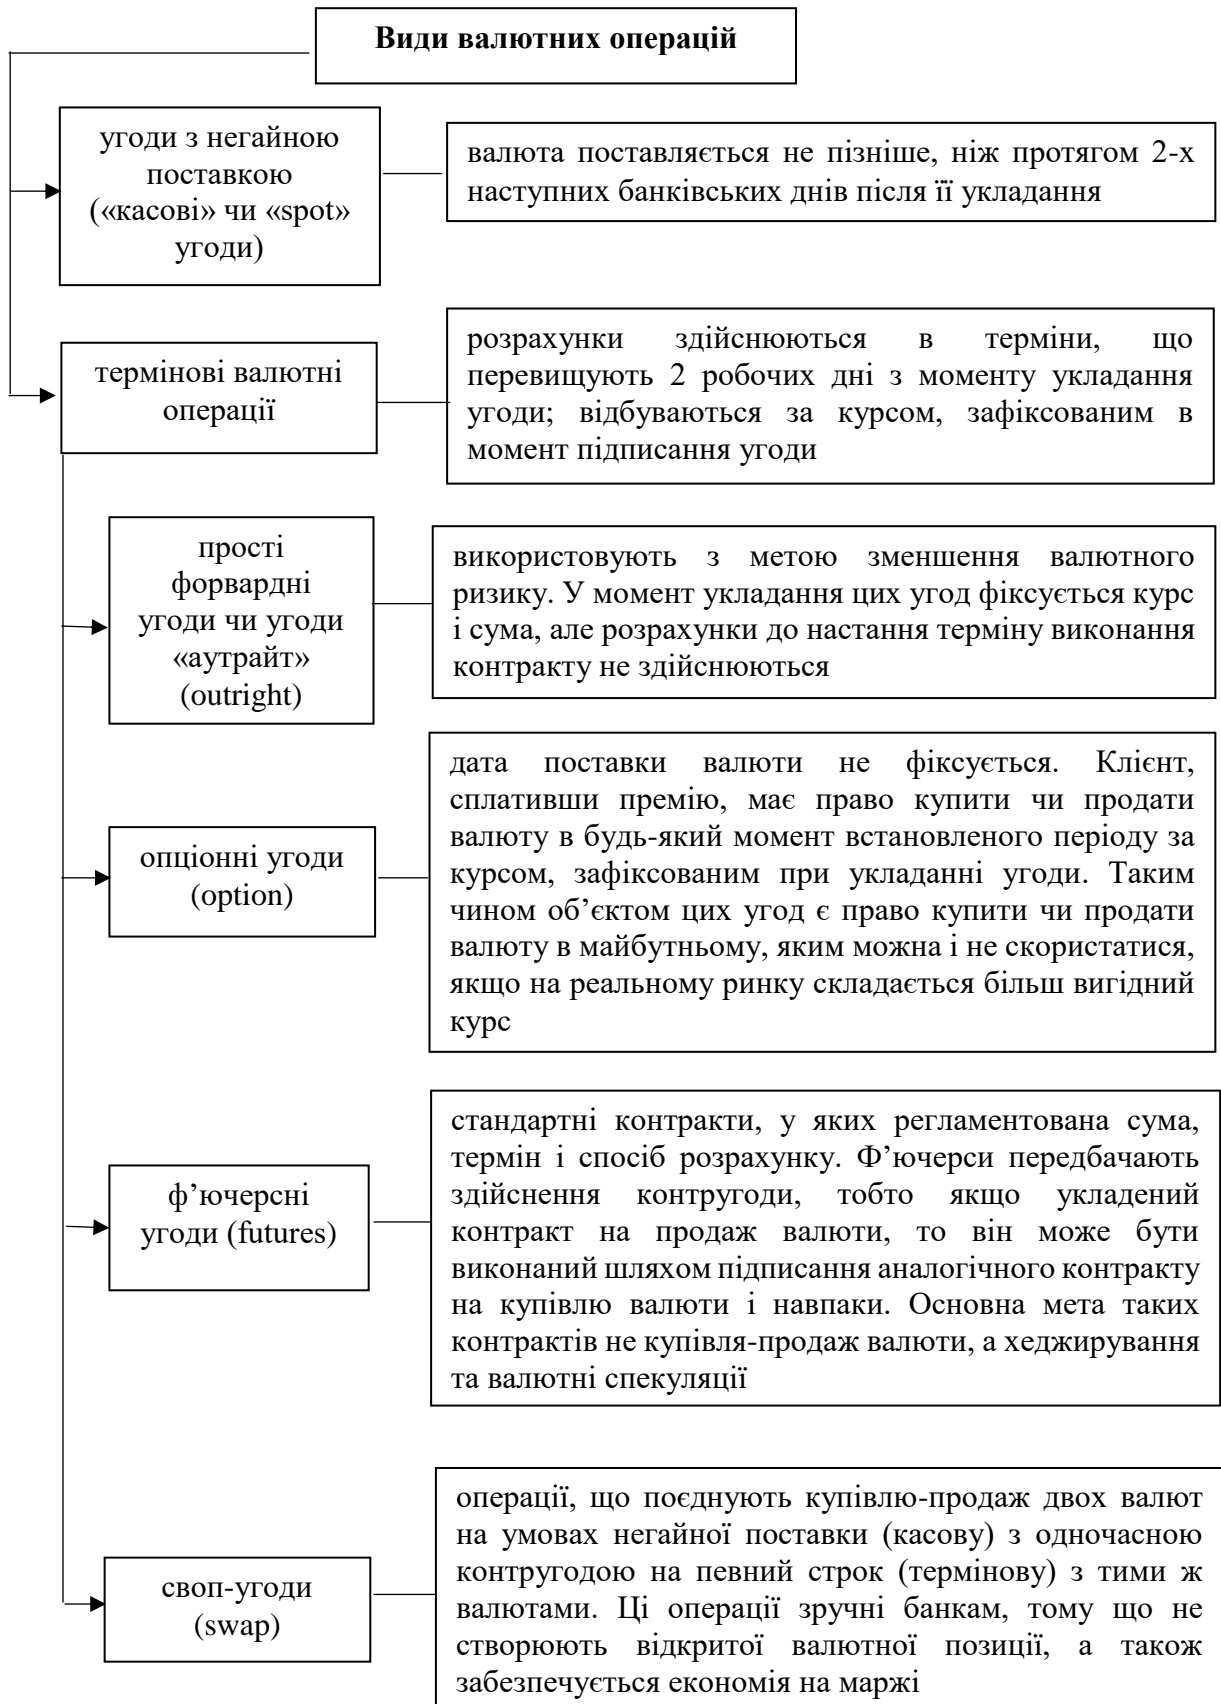 Види валютних операцій
угоди з негайною
поставкою
(«касові» чи «spot»
угоди)
валюта поставляється не пізніше, ніж протягом 2-х
наступних банківських днів після її укладання
термінові валютні
операції
розрахунки здійснюються в терміни, що
перевищують 2 робочих дні з моменту укладання
угоди; відбуваються за курсом, зафіксованим в
момент підписання угоди
прості
форвардні
угоди чи угоди
«аутрайт»
(outright)
використовують з метою зменшення валютного
ризику. У момент укладання цих угод фіксується курс
і сума, але розрахунки до настання терміну виконання
контракту не здійснюються
опціонні угоди
(option)
дата поставки валюти не фіксується. Клієнт,
сплативши премію, має право купити чи продати
валюту в будь-який момент встановленого періоду за
курсом, зафіксованим при укладанні угоди. Таким
чином об’єктом цих угод є право купити чи продати
валюту в майбутньому, яким можна і не скористатися,
якщо на реальному ринку складається більш вигідний
курс
ф’ючерсні
угоди (futures)
стандартні контракти, у яких регламентована сума,
термін і спосіб розрахунку. Ф’ючерси передбачають
здійснення контругоди, тобто якщо укладений
контракт на продаж валюти, то він може бути
виконаний шляхом підписання аналогічного контракту
на купівлю валюти і навпаки. Основна мета таких
контрактів не купівля-продаж валюти, а хеджирування
та валютні спекуляції
своп-угоди
(swap)
операції, що поєднують купівлю-продаж двох валют
на умовах негайної поставки (касову) з одночасною
контругодою на певний строк (термінову) з тими ж
валютами. Ці операції зручні банкам, тому що не
створюють відкритої валютної позиції, а також
забезпечується економія на маржі